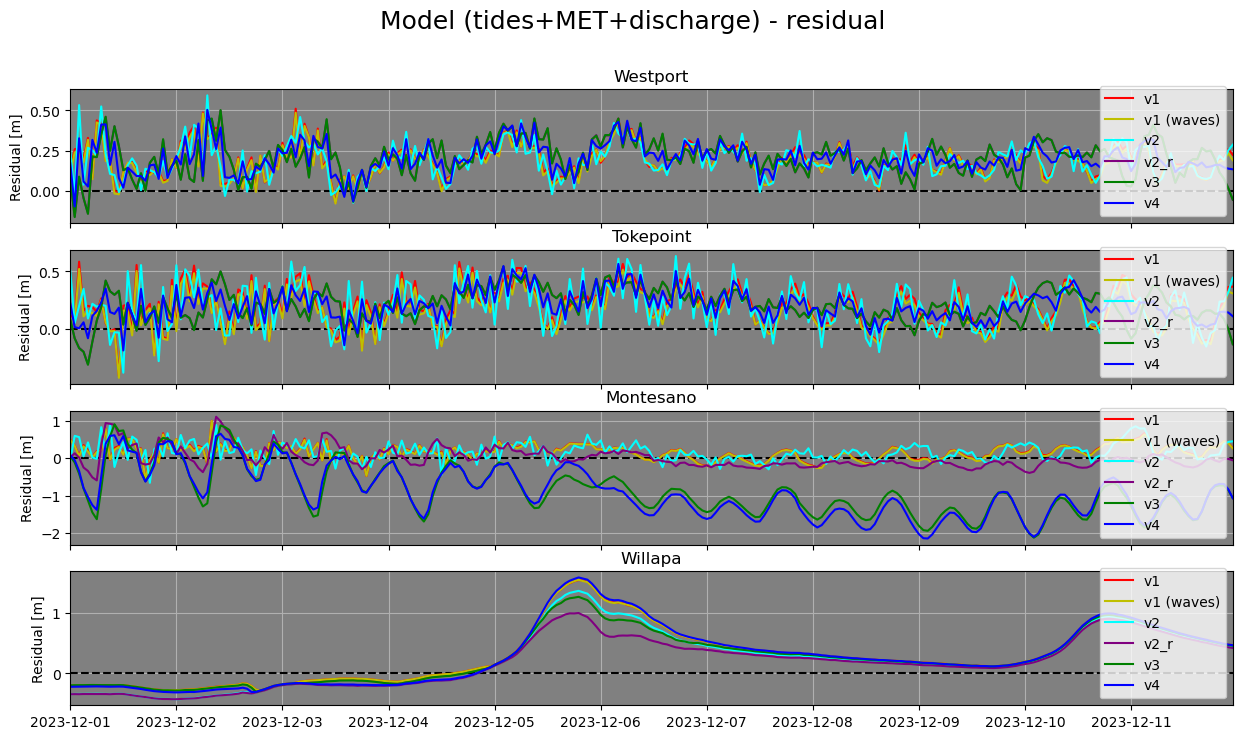 Model (tides+MET+discharge) - residual
Westport
Residual [m]
0.50
0.25
0.00
v1
v1 (waves)
v2
v2_r
v3
v4
Tokepoint
Residual [m]
0.5
0.0
v1
v1 (waves)
v2
v2_r
v3
v4
Montesano
Residual [m]
1
0
−1
−2
v1
v1 (waves)
v2
v2_r
v3
v4
Willapa
Residual [m]
1
0
v1
v1 (waves)
v2
v2_r
v3
v4
2023-12-01 2023-12-02 2023-12-03 2023-12-04 2023-12-05 2023-12-06 2023-12-07 2023-12-08 2023-12-09 2023-12-10 2023-12-11